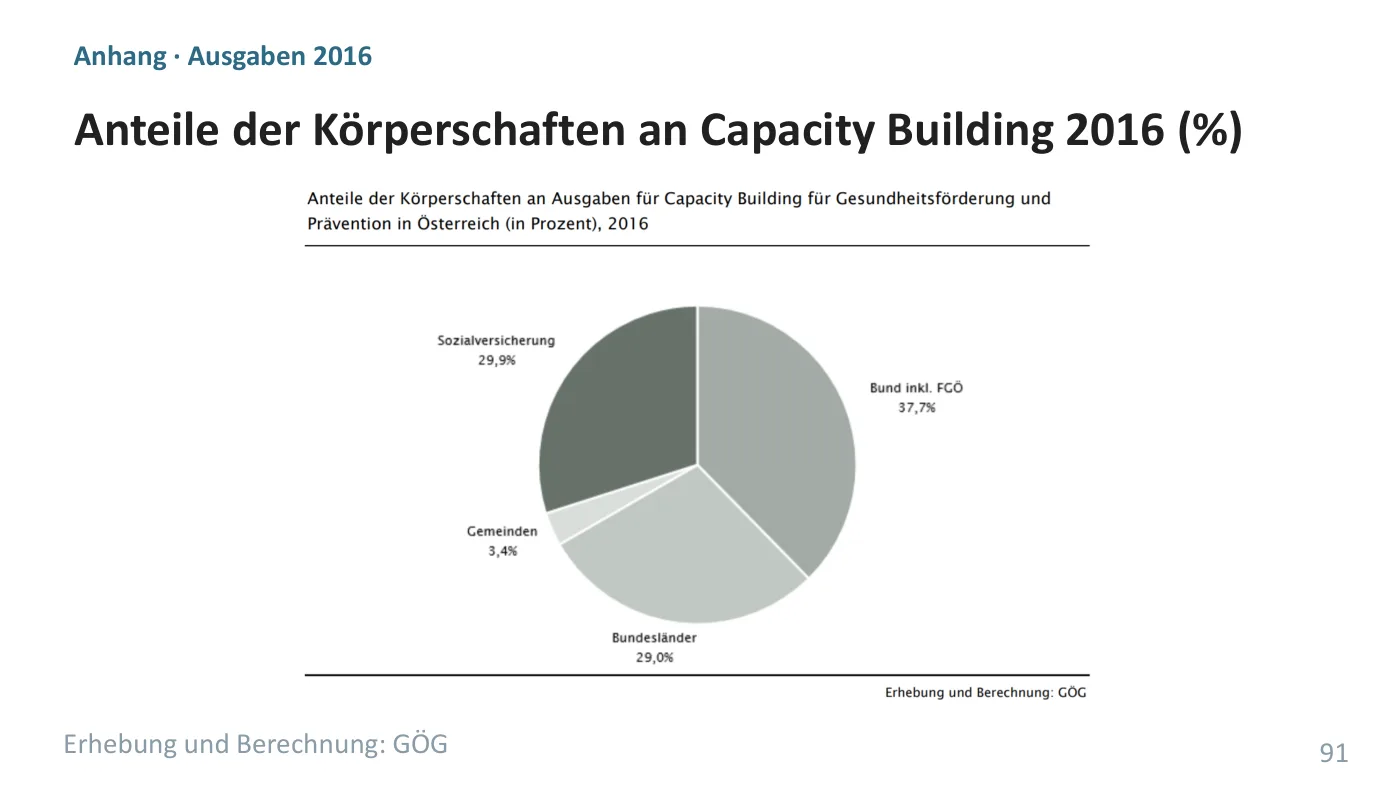 Anhang · Ausgaben 2016
Anteile der Körperschaften an Capacity Building 2016 (%)
Anteile der Körperschaften an Ausgaben für Capacity Building für Gesundheitsförderung und
Prävention in Österreich (in Prozent), 2016
Sozialversicherung
29,9%
Bund inkl. FGÖ
37,7%
Gemeinden
3,4%
Bundesländer
29,0%
Erhebung und Berechnung: GÖG
Erhebung und Berechnung: GÖG
91